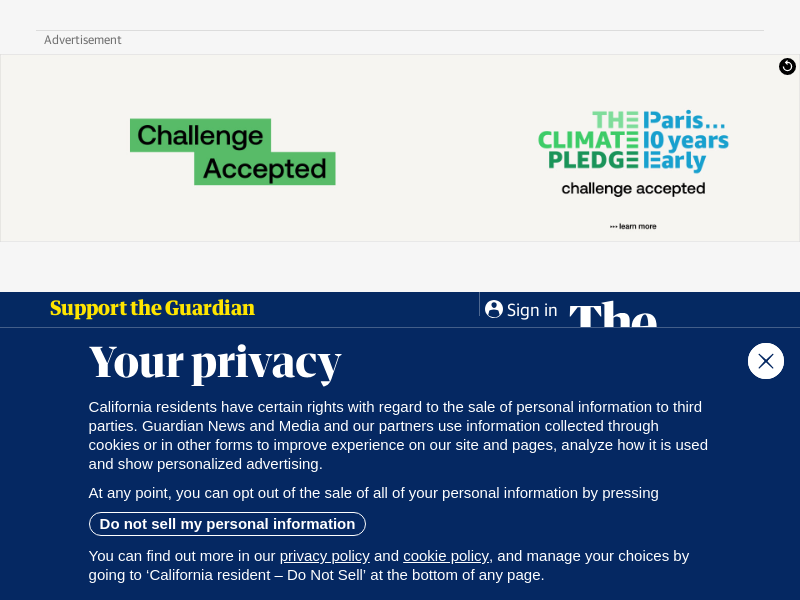 Advertisement
Challenge
Accepted
THE Paris...
CLIMATE 10 years
PLEDGE Early
challenge accepted
••• learn more
Support the Guardian
Sign in
The
Your privacy
California residents have certain rights with regard to the sale of personal information to third
parties. Guardian News and Media and our partners use information collected through
cookies or in other forms to improve experience on our site and pages, analyze how it is used
and show personalized advertising.
At any point, you can opt out of the sale of all of your personal information by pressing
Do not sell my personal information
You can find out more in our privacy policy and cookie policy, and manage your choices by
going to ‘California resident – Do Not Sell’ at the bottom of any page.